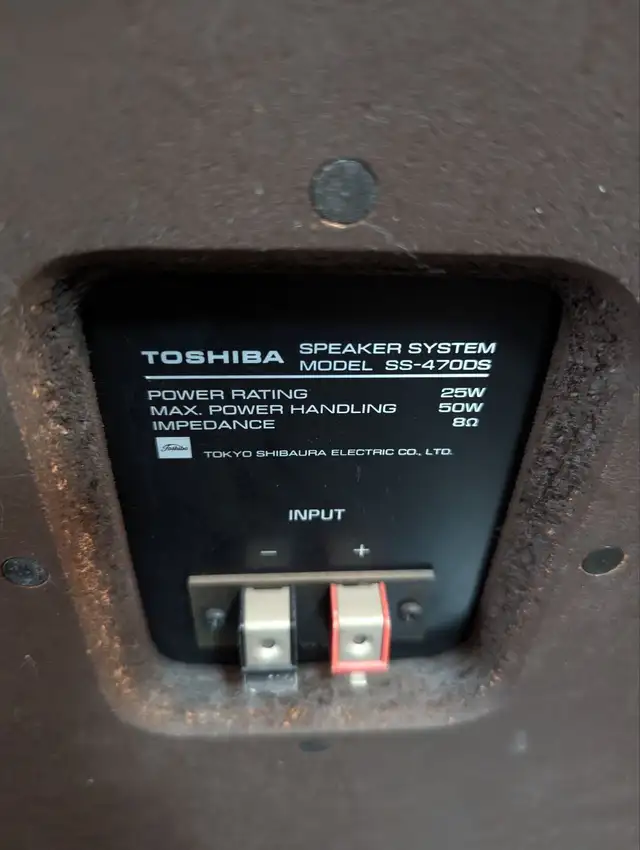 TOSHIBA SPEAKER SYSTEM
MODEL SS-470DS
POWER RATING 25W
MAX. POWER HANDLING 50W
IMPEDANCE 8Ω
Toshiba TOKYO SHIBAURA ELECTRIC CO., LTD.
INPUT
− +